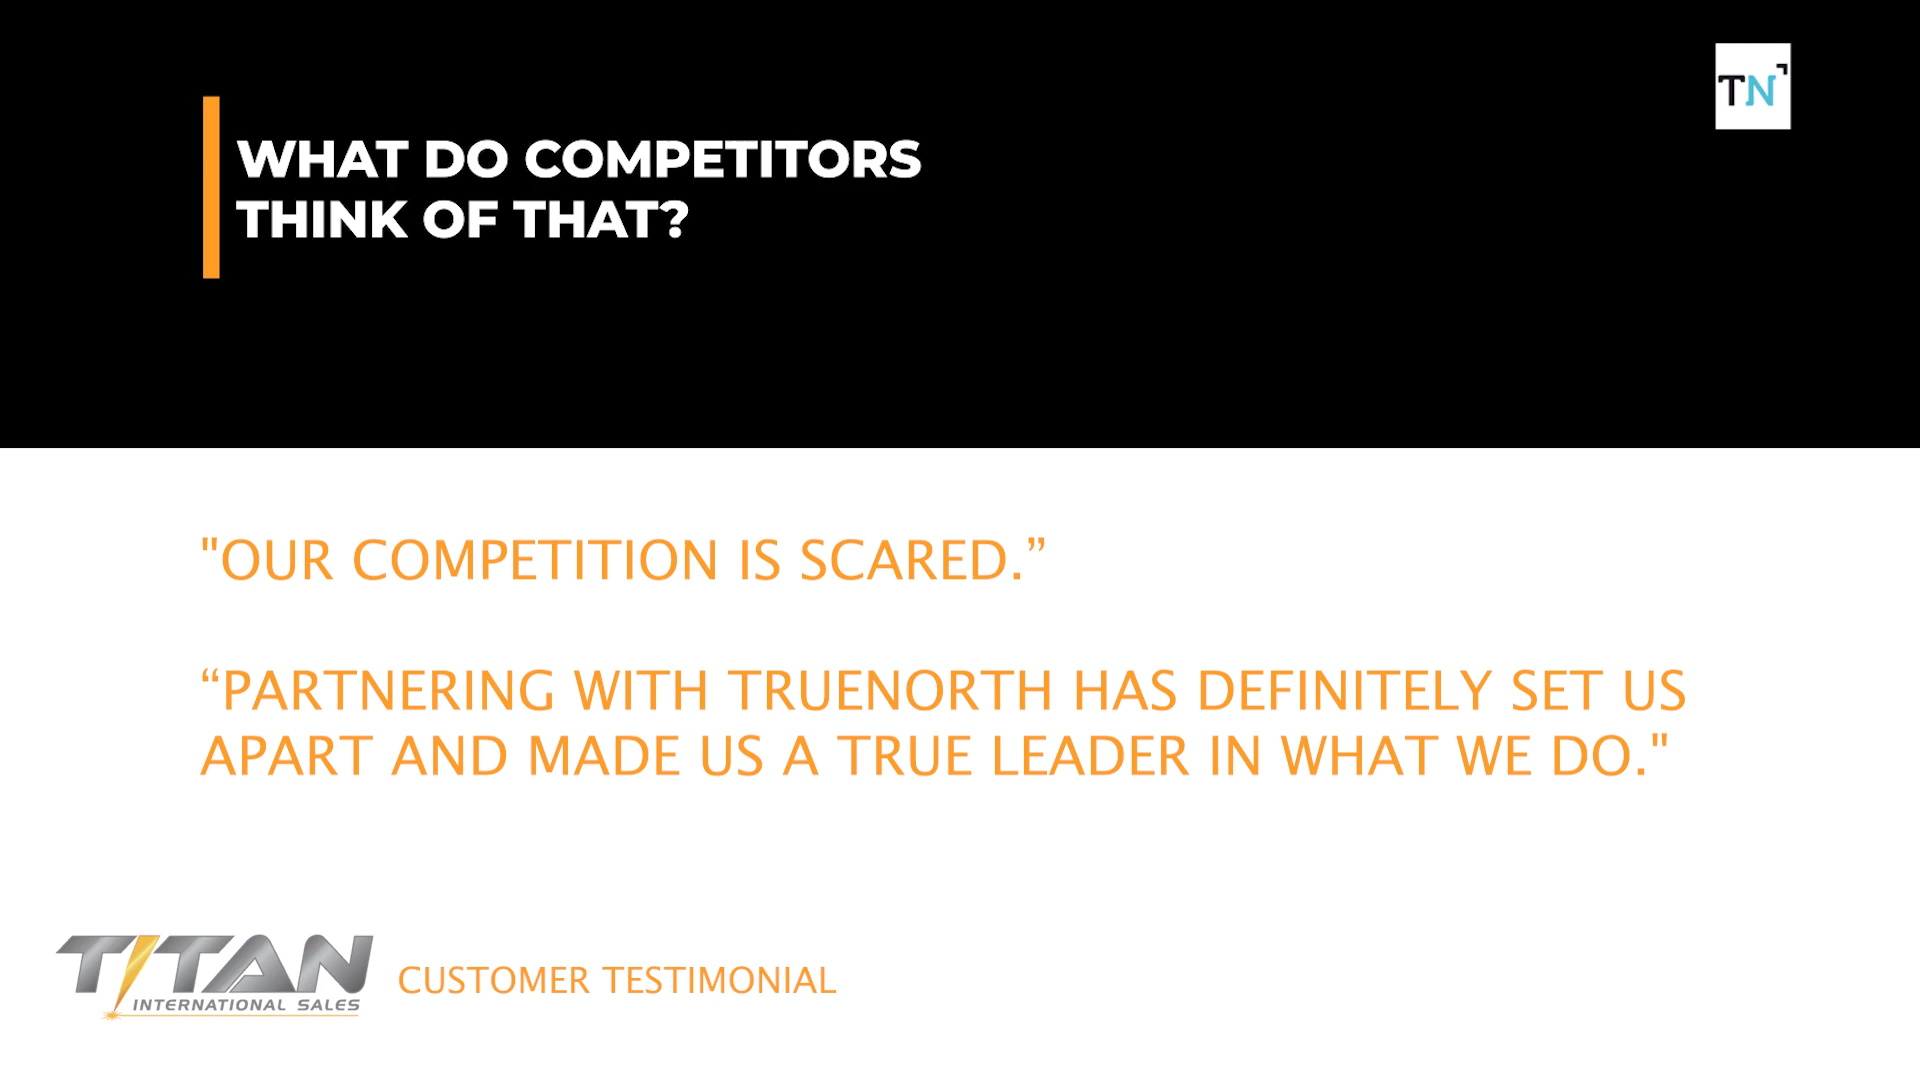 TN
WHAT DO COMPETITORS
THINK OF THAT?
"OUR COMPETITION IS SCARED.”
“PARTNERING WITH TRUENORTH HAS DEFINITELY SET US
APART AND MADE US A TRUE LEADER IN WHAT WE DO."
TITAN
INTERNATIONAL SALES
CUSTOMER TESTIMONIAL